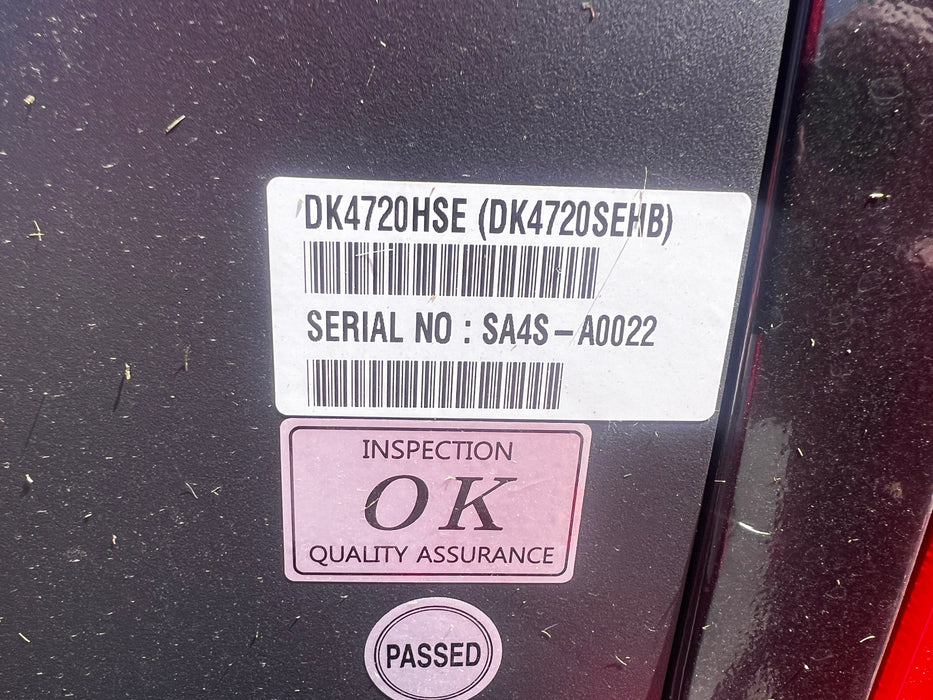 DK4720HSE (DK4720SEHB)
SERIAL NO : SA4S-A0022
INSPECTION
OK
QUALITY ASSURANCE
PASSED